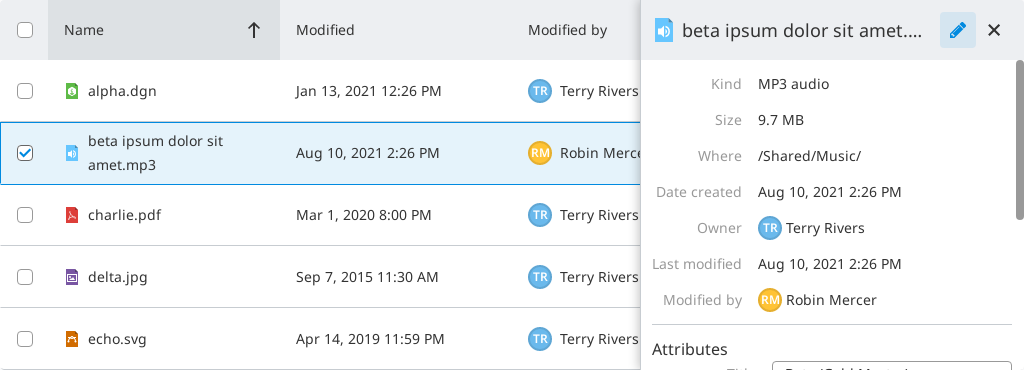 Name Modified Modified by
alpha.dgn Jan 13, 2021 12:26 PM TR Terry Rivers
beta ipsum dolor sit
amet.mp3 Aug 10, 2021 2:26 PM RM Robin Merce
charlie.pdf Mar 1, 2020 8:00 PM TR Terry Rivers
delta.jpg Sep 7, 2015 11:30 AM TR Terry Rivers
echo.svg Apr 14, 2019 11:59 PM TR Terry Rivers
beta ipsum dolor sit amet....
Kind MP3 audio
Size 9.7 MB
Where /Shared/Music/
Date created Aug 10, 2021 2:26 PM
Owner TR Terry Rivers
Last modified Aug 10, 2021 2:26 PM
Modified by RM Robin Mercer
Attributes